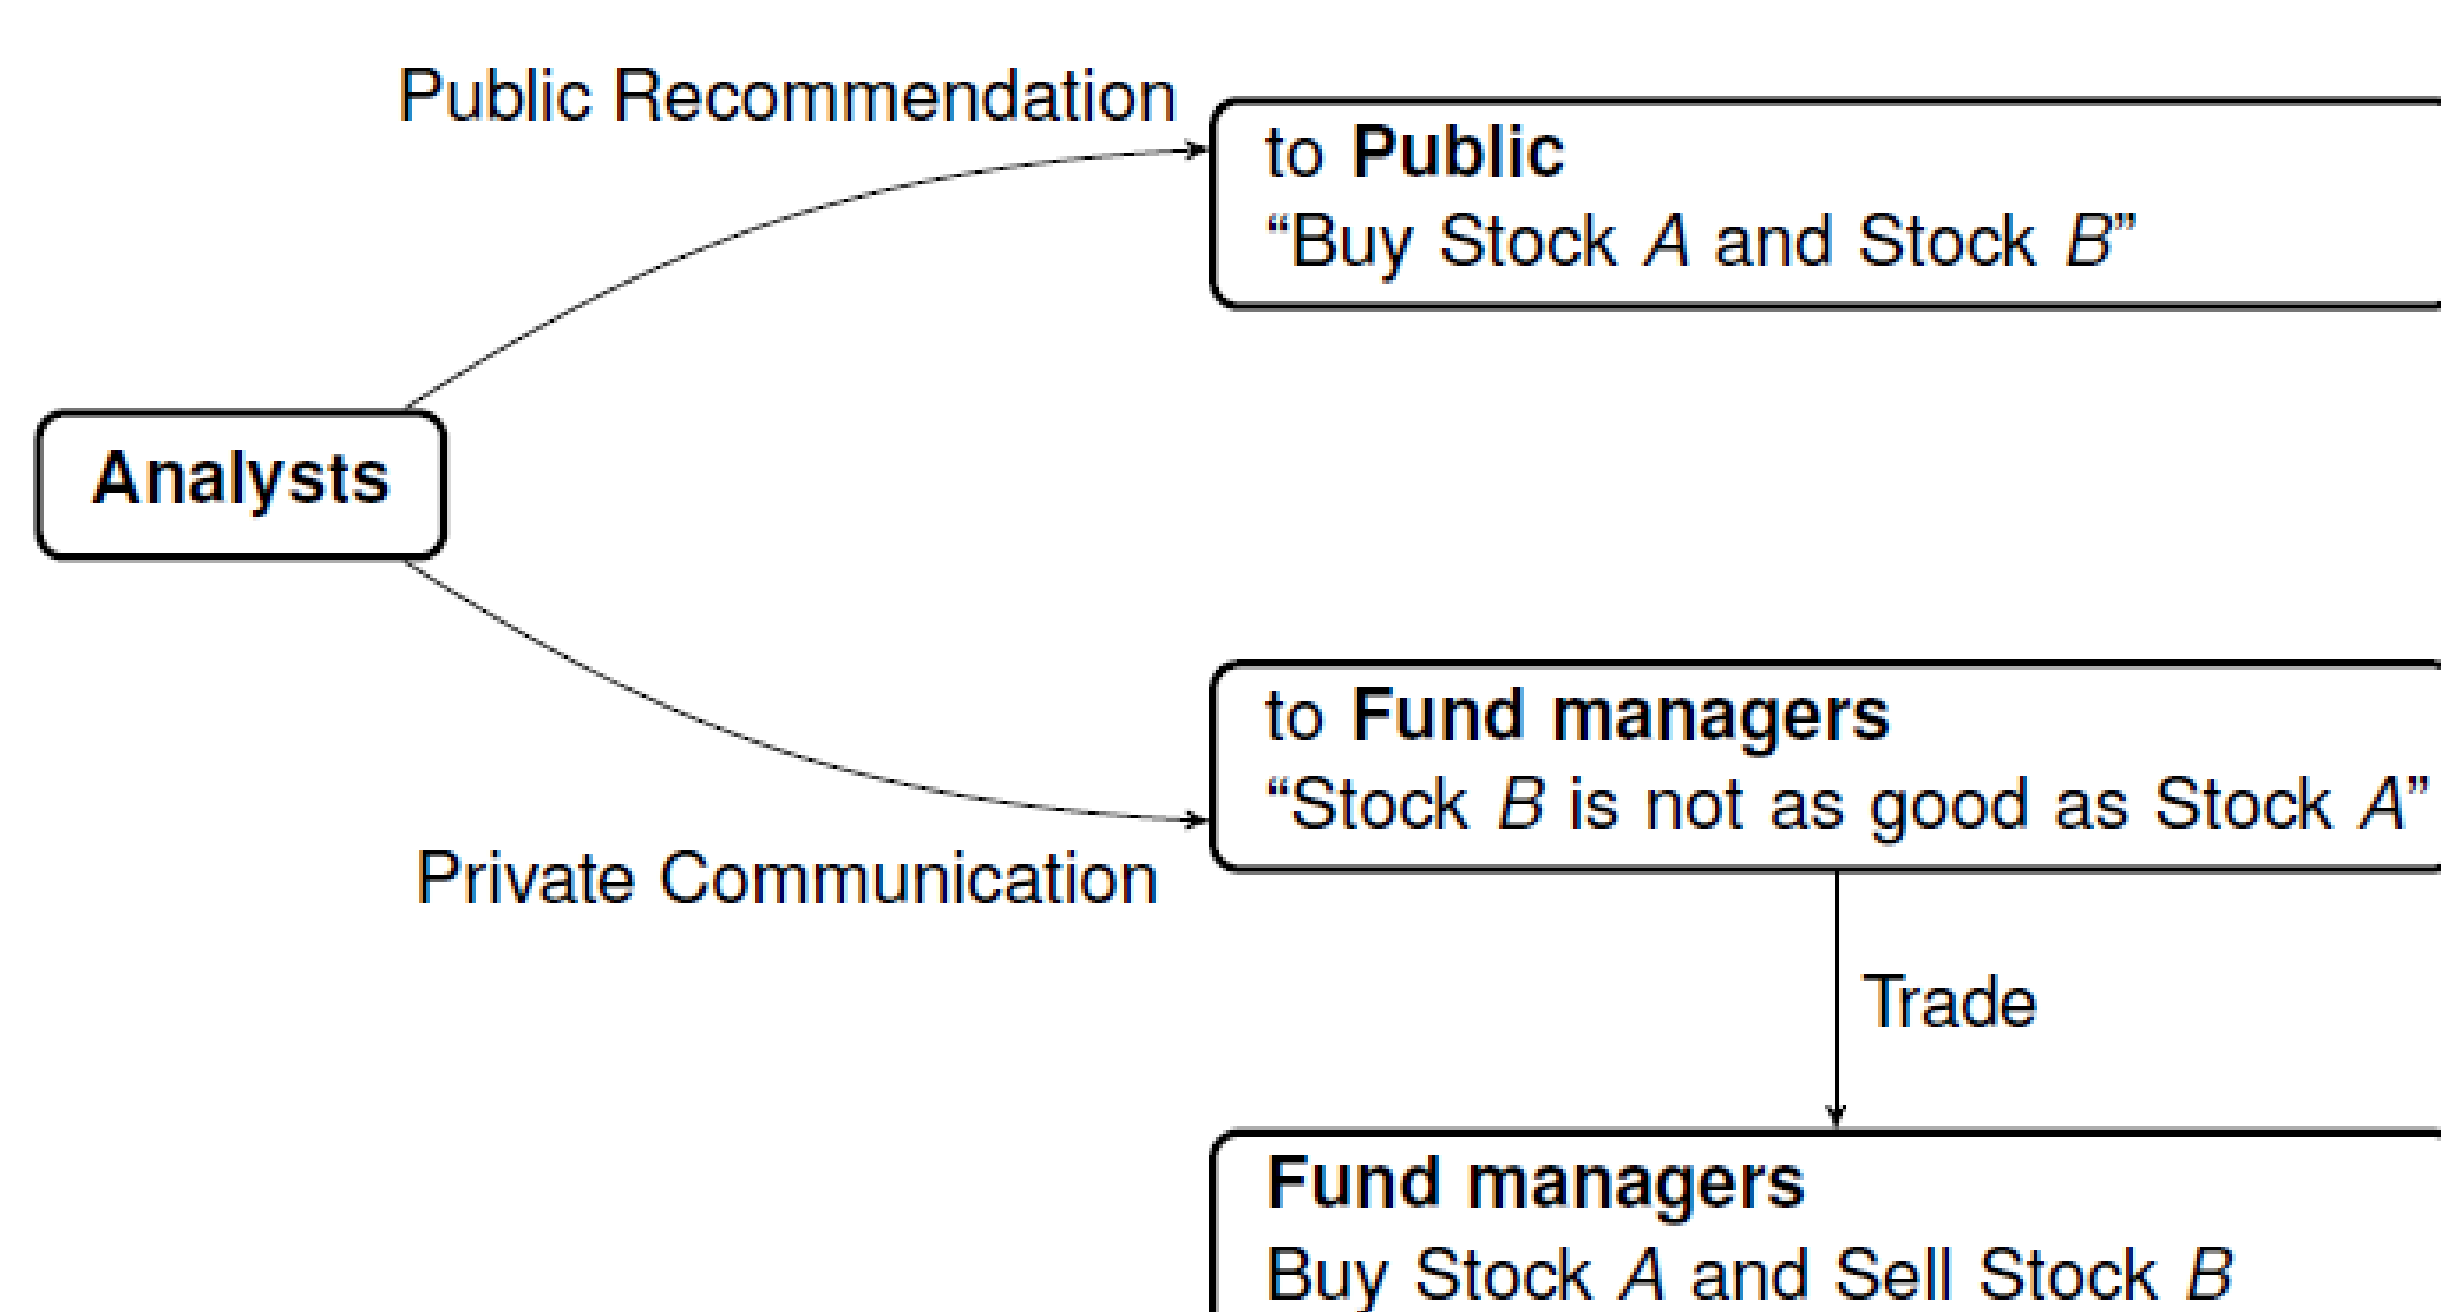 Public Recommendation
to Public
“Buy Stock A and Stock B”
Analysts
to Fund managers
“Stock B is not as good as Stock A”
Private Communication
Trade
Fund managers
Buy Stock A and Sell Stock B